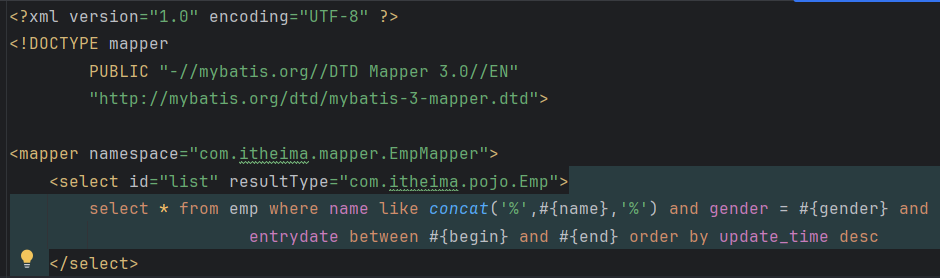 <?xml version="1.0" encoding="UTF-8" ?>
<!DOCTYPE mapper
        PUBLIC "-//mybatis.org//DTD Mapper 3.0//EN"
        "http://mybatis.org/dtd/mybatis-3-mapper.dtd">
<mapper namespace="com.itheima.mapper.EmpMapper">
    <select id="list" resultType="com.itheima.pojo.Emp">
        select * from emp where name like concat('%',#{name},'%') and gender = #{gender} and
                        entrydate between #{begin} and #{end} order by update_time desc
    </select>